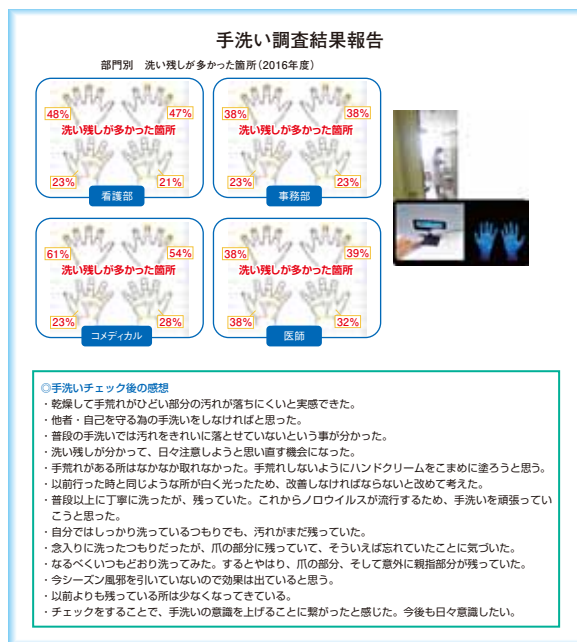 手洗い調査結果報告
部門別　洗い残しが多かった箇所（2016年度）
48%
47%
洗い残しが多かった箇所
23%
21%
看護部
38%
38%
洗い残しが多かった箇所
23%
23%
事務部
61%
54%
洗い残しが多かった箇所
23%
28%
コメディカル
38%
39%
洗い残しが多かった箇所
38%
32%
医師
◎手洗いチェック後の感想
・乾燥して手荒れがひどい部分の汚れが落ちにくいと実感できた。
・他者・自己を守る為の手洗いをしなければと思った。
・普段の手洗いでは汚れをきれいに落とせていないという事が分かった。
・洗い残しが分かって、日々注意しようと思い直す機会になった。
・手荒れがある所はなかなか取れなかった。手荒れしないようにハンドクリームをこまめに塗ろうと思う。
・以前行った時と同じような所が白く光ったため、改善しなければならないと改めて考えた。
・普段以上に丁寧に洗ったが、残っていた。これからノロウイルスが流行するため、手洗いを頑張ってい
こうと思った。
・自分ではしっかり洗っているつもりでも、汚れがまだ残っていた。
・念入りに洗ったつもりだったが、爪の部分に残っていて、そういえば忘れていたことに気づいた。
・なるべくいつもどおり洗ってみた。するとやはり、爪の部分、そして意外に親指部分が残っていた。
・今シーズン風邪を引いていないので効果は出ていると思う。
・以前よりも残っている所は少なくなってきている。
・チェックをすることで、手洗いの意識を上げることに繋がったと感じた。今後も日々意識したい。